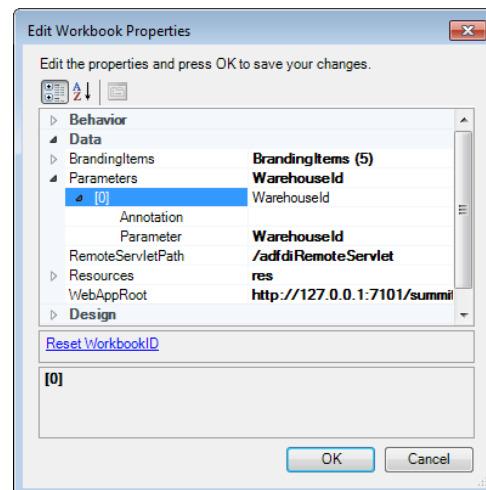 Edit Workbook Properties
Edit the properties and press OK to save your changes.
Behavior
Data
BrandingItems BrandingItems (5)
Parameters WarehouseId
[0] WarehouseId
Annotation
Parameter WarehouseId
RemoteServletPath /adfdiRemoteServlet
Resources res
WebAppRoot http://127.0.0.1:7101/summit
Design
Reset WorkbookID
[0]
OK Cancel